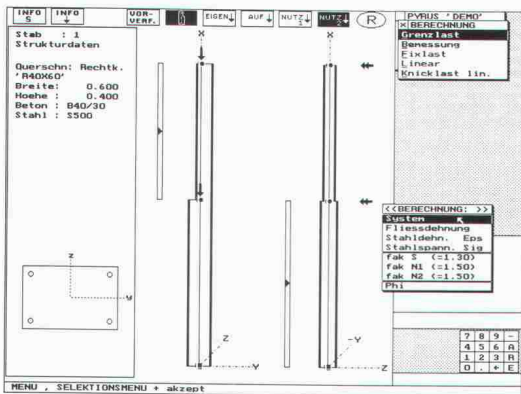 INFO S
INFO
VOR-VERF.
EIGEN
AUF
NUTZ 1
NUTZ 2
R
PYRUS 'DEMO'
× BERECHNUNG
Grenzlast
Bemessung
Fixlast
Linear
Knicklast lin.
Stab : 1
Strukturdaten
Querschn: Rechtk.
'R40X60'
Breite: 0.600
Hoehe : 0.400
Beton : B40/30
Stahl : S500
x
x
<<BERECHNUNG: >>
System
Fliessdehnung
Stahldehn. Eps
Stahlspann. Sig
fak S (=1.30)
fak N1 (=1.50)
fak N2 (=1.50)
Phi
z
y
Z
Y
-Y
Z
7 8 9 -
4 5 6 A
1 2 3 R
0 . + E
MENU , SELEKTIONSMENU + akzept